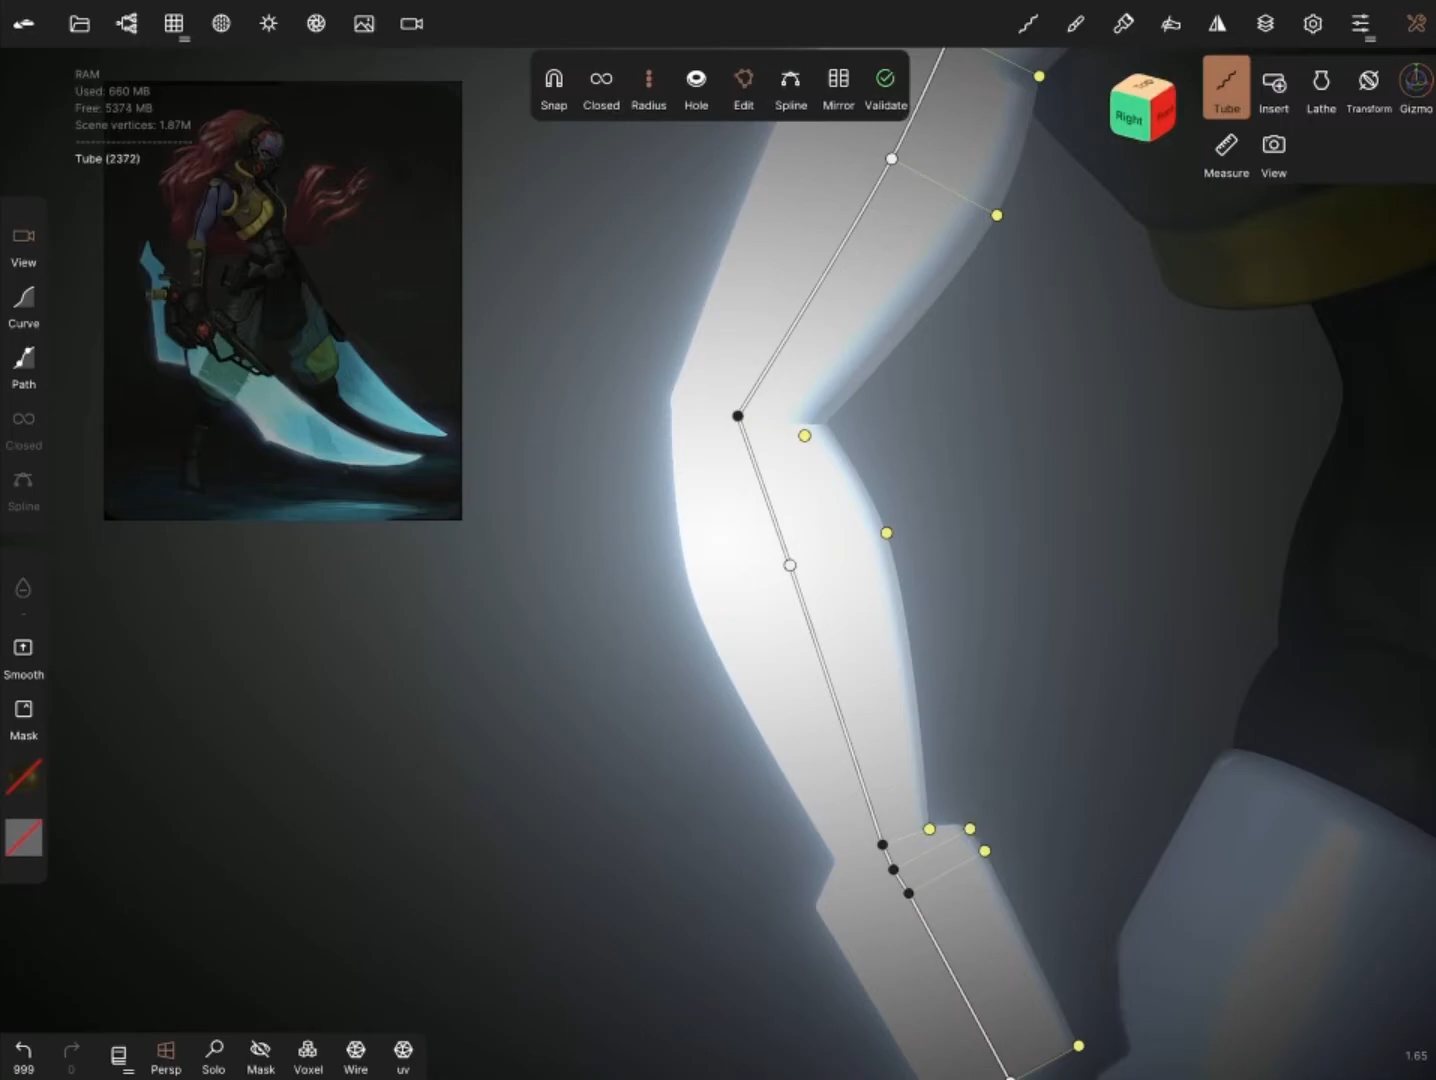 RAM
Used: 660 MB
Free: 5374 MB
Scene vertices: 1.87M
-----------------------
Tube (2372)
Snap Closed Radius Hole Edit Spline Mirror Validate
Top
Right
Tube Insert Lathe Transform Gizmo
Measure View
View
Curve
Path
Closed
Spline
-
Smooth
Mask
999 0 Persp Solo Mask Voxel Wire uv
1.65